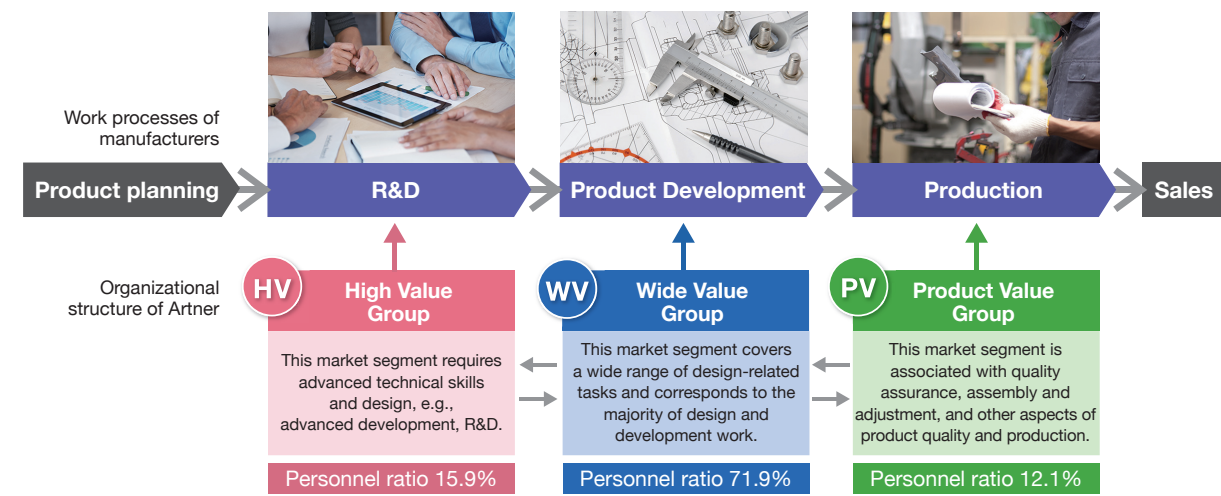 Work processes of
manufacturers
Product planning
R&D
Product Development
Production
Sales
Organizational
structure of Artner
HV
High Value
Group
This market segment requires
advanced technical skills
and design, e.g.,
advanced development, R&D.
Personnel ratio 15.9%
WV
Wide Value
Group
This market segment covers
a wide range of design-related
tasks and corresponds to the
majority of design and
development work.
Personnel ratio 71.9%
PV
Product Value
Group
This market segment is
associated with quality
assurance, assembly and
adjustment, and other aspects of
product quality and production.
Personnel ratio 12.1%